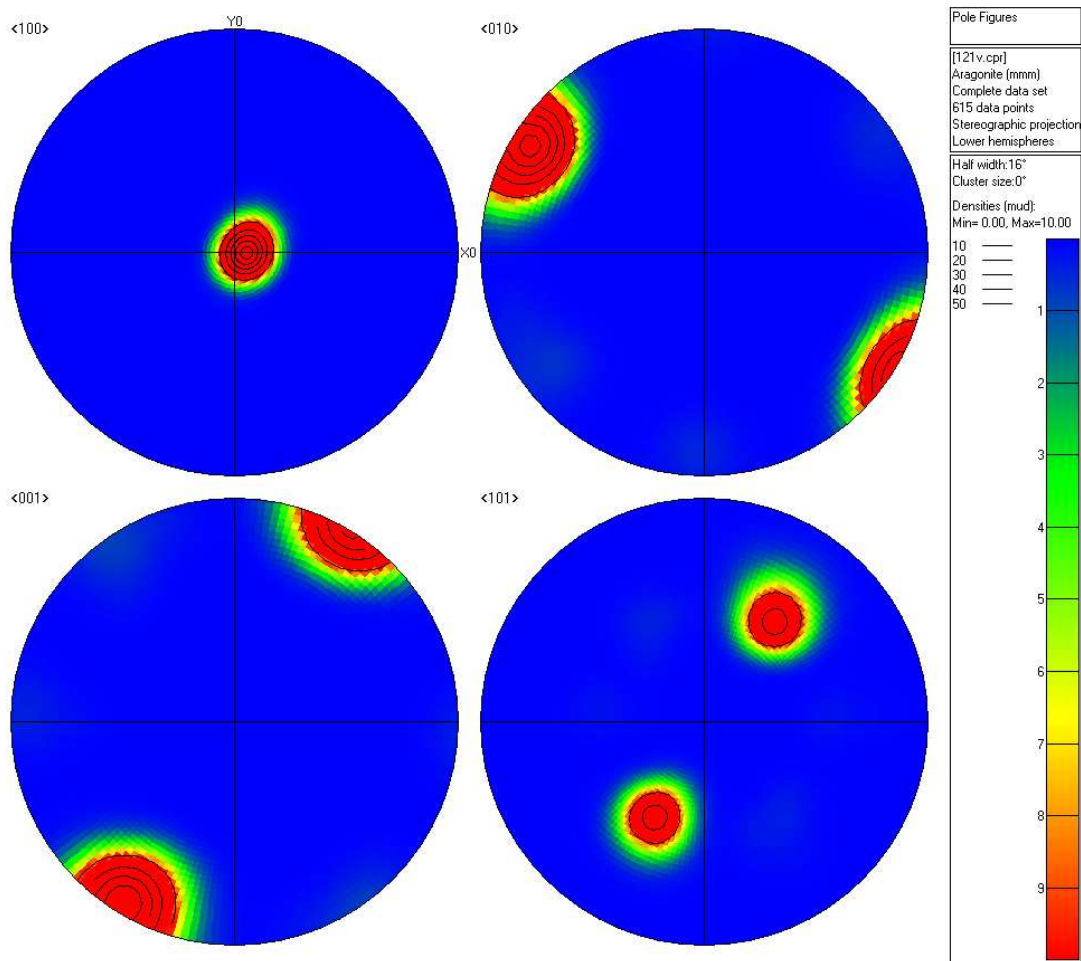 <100>
Y0
X0
<010>
<001>
<101>
Pole Figures
[121v.cpr]
Aragonite (mmm)
Complete data set
615 data points
Stereographic projection
Lower hemispheres
Half width:16°
Cluster size:0°
Densities (mud):
Min= 0.00, Max=10.00
10
20
30
40
50
1
2
3
4
5
6
7
8
9